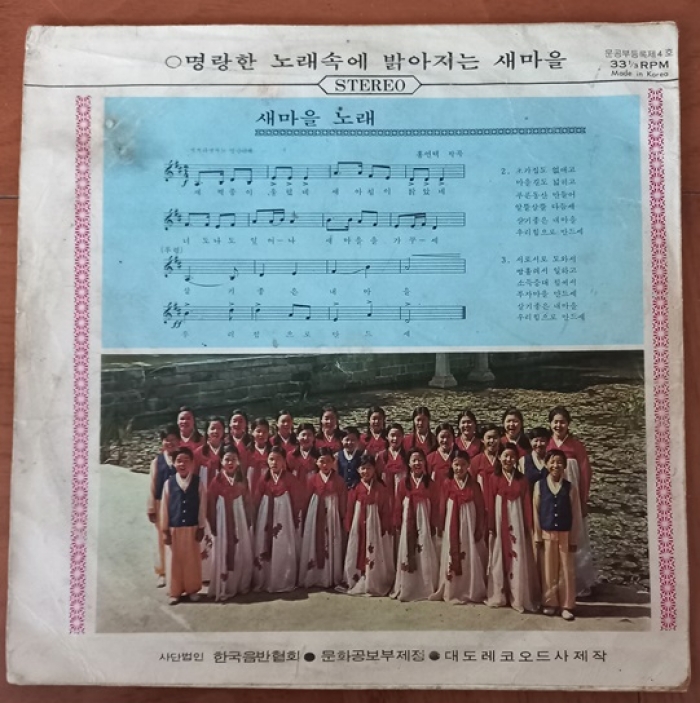 문공부등록제4호
○명랑한 노래속에 밝아저는 새마을
33⅓RPM
Made in Korea
STEREO
새마을 노래
새 벽종이 울렸네 새 아침이 밝았네
너 도나도 일어-나 새마을을 가꾸-세
살 기좋은 내마을
우 리힘으로 만드세
2. 초가집도 없애고
마을길도 넓히고
푸른동산 만들어
알뜰살뜰 다듬세
살기좋은 내마을
우리힘으로 만드세
3. 서로서로 도와서
땀흘려서 일하고
소득증대 힘써서
부자마을 만드세
살기좋은 내마을
우리힘으로 만드세
ff
사단법인 한국음반협회 ● 문화공보부제정 ● 대도레코오드사 제작